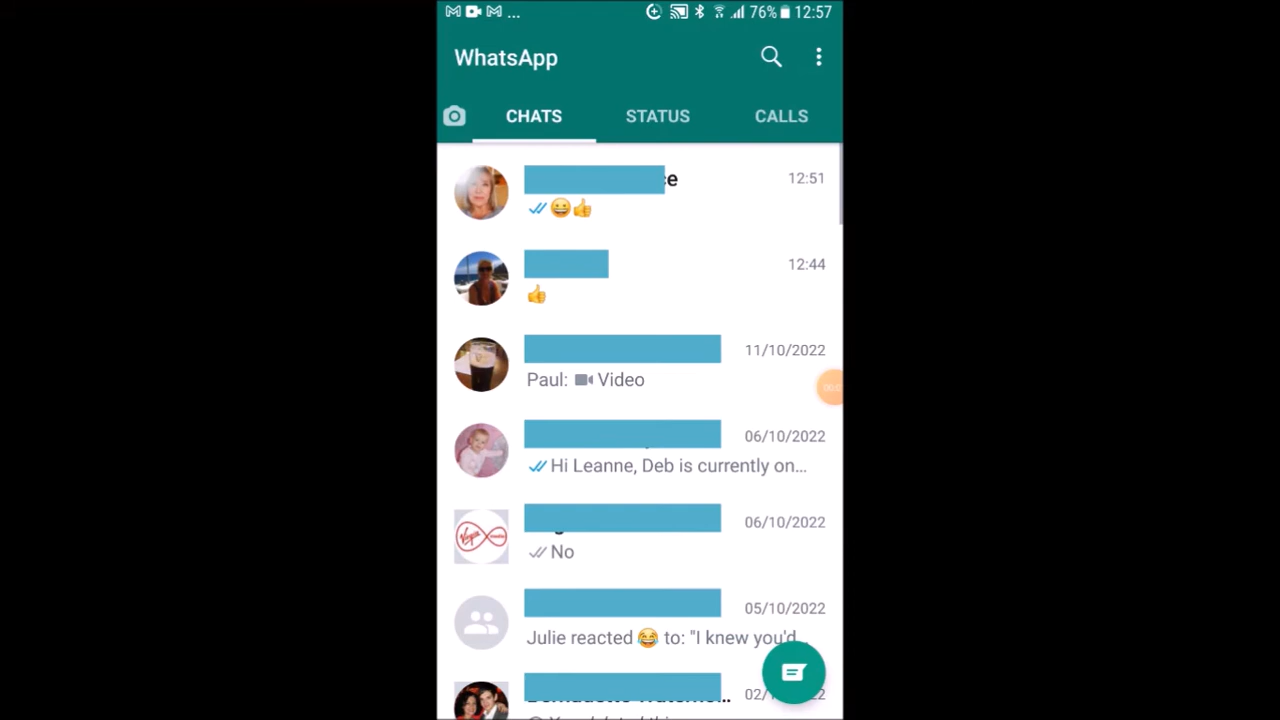 ... 76% 12:57
WhatsApp
CHATS STATUS CALLS
12:51
😀👍
12:44
👍
11/10/2022
Paul: Video
06/10/2022
Hi Leanne, Deb is currently on...
06/10/2022
No
05/10/2022
Julie reacted 😂 to: "I knew you'd...